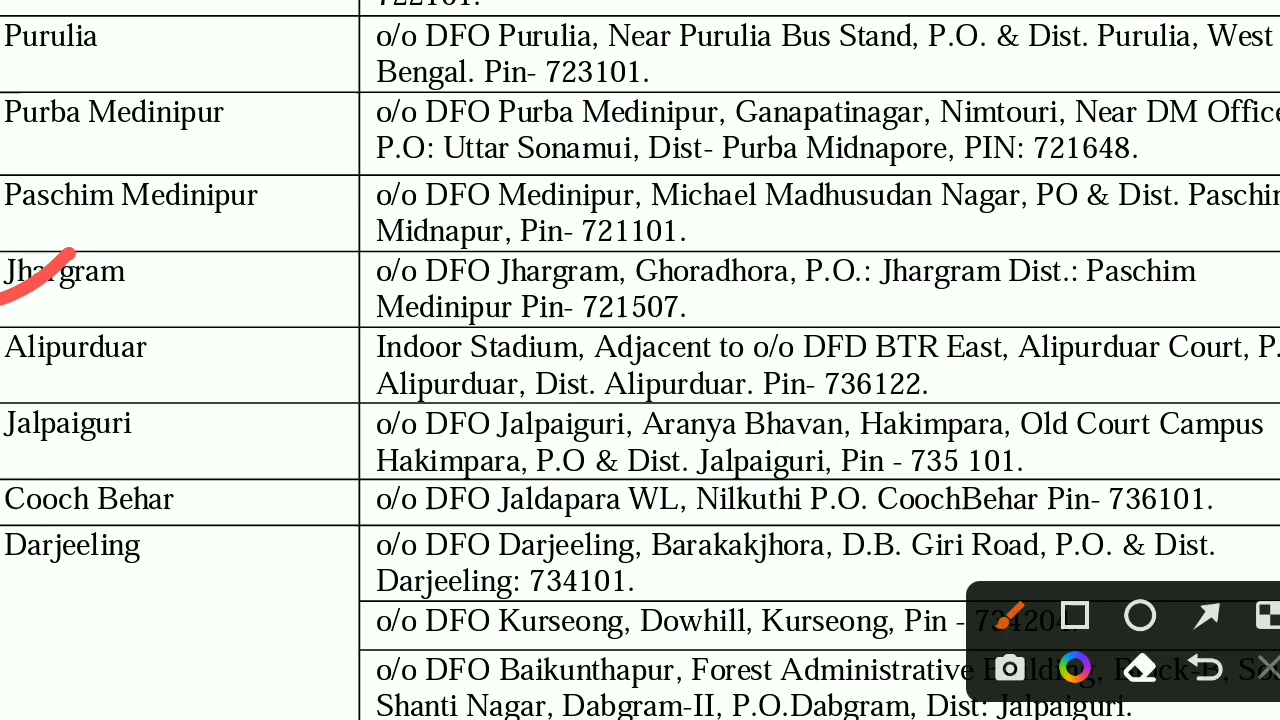 722101.
Purulia
o/o DFO Purulia, Near Purulia Bus Stand, P.O. & Dist. Purulia, West
Bengal. Pin- 723101.
Purba Medinipur
o/o DFO Purba Medinipur, Ganapatinagar, Nimtouri, Near DM Office
P.O: Uttar Sonamui, Dist- Purba Midnapore, PIN: 721648.
Paschim Medinipur
o/o DFO Medinipur, Michael Madhusudan Nagar, PO & Dist. Paschim
Midnapur, Pin- 721101.
Jhargram
o/o DFO Jhargram, Ghoradhora, P.O.: Jhargram Dist.: Paschim
Medinipur Pin- 721507.
Alipurduar
Indoor Stadium, Adjacent to o/o DFD BTR East, Alipurduar Court, P.
Alipurduar, Dist. Alipurduar. Pin- 736122.
Jalpaiguri
o/o DFO Jalpaiguri, Aranya Bhavan, Hakimpara, Old Court Campus
Hakimpara, P.O & Dist. Jalpaiguri, Pin - 735 101.
Cooch Behar
o/o DFO Jaldapara WL, Nilkuthi P.O. CoochBehar Pin- 736101.
Darjeeling
o/o DFO Darjeeling, Barakakjhora, D.B. Giri Road, P.O. & Dist.
Darjeeling: 734101.
o/o DFO Kurseong, Dowhill, Kurseong, Pin - 734204.
o/o DFO Baikunthapur, Forest Administrative Building,
Shanti Nagar, Dabgram-II, P.O.Dabgram, Dist: Jalpaiguri.